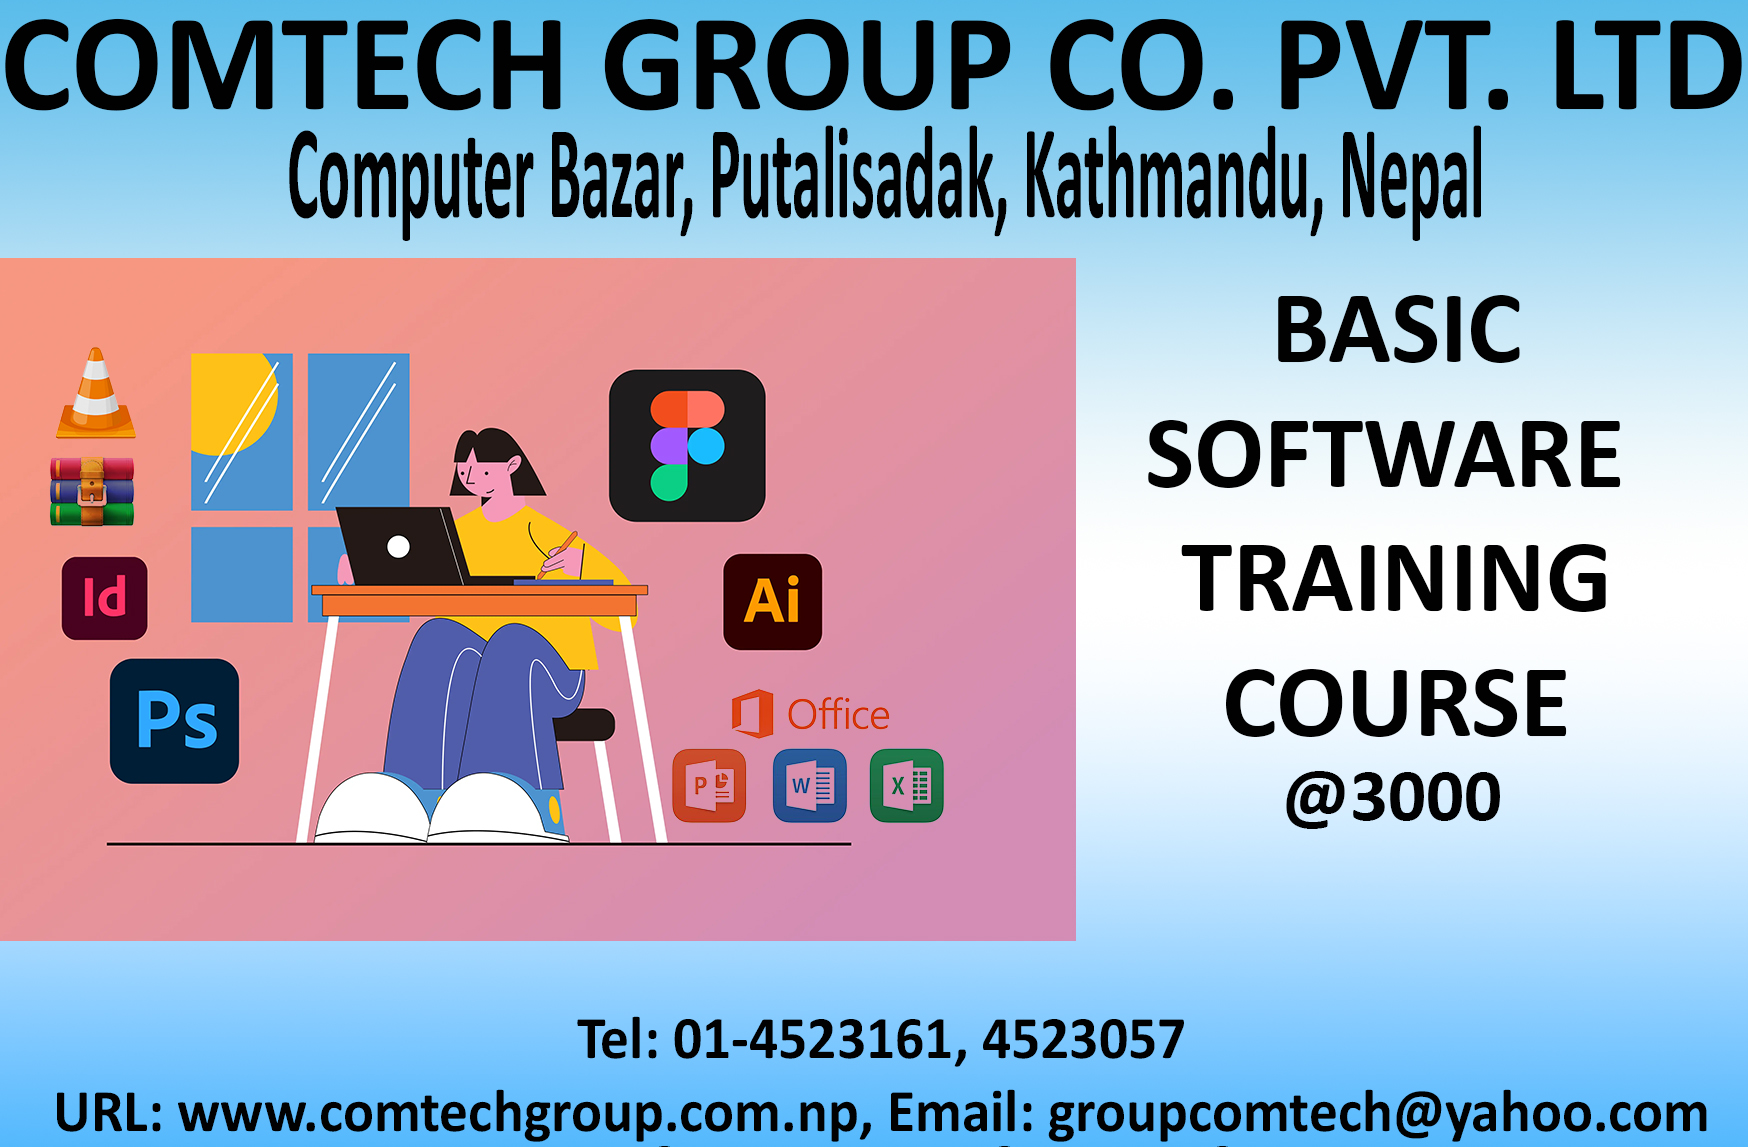 COMTECH GROUP CO. PVT. LTD
Computer Bazar, Putalisadak, Kathmandu, Nepal
BASIC
SOFTWARE
TRAINING
COURSE
@3000
Id
Ps
Ai
Office
P
W
X
Tel: 01-4523161, 4523057
URL: www.comtechgroup.com.np, Email: groupcomtech@yahoo.com